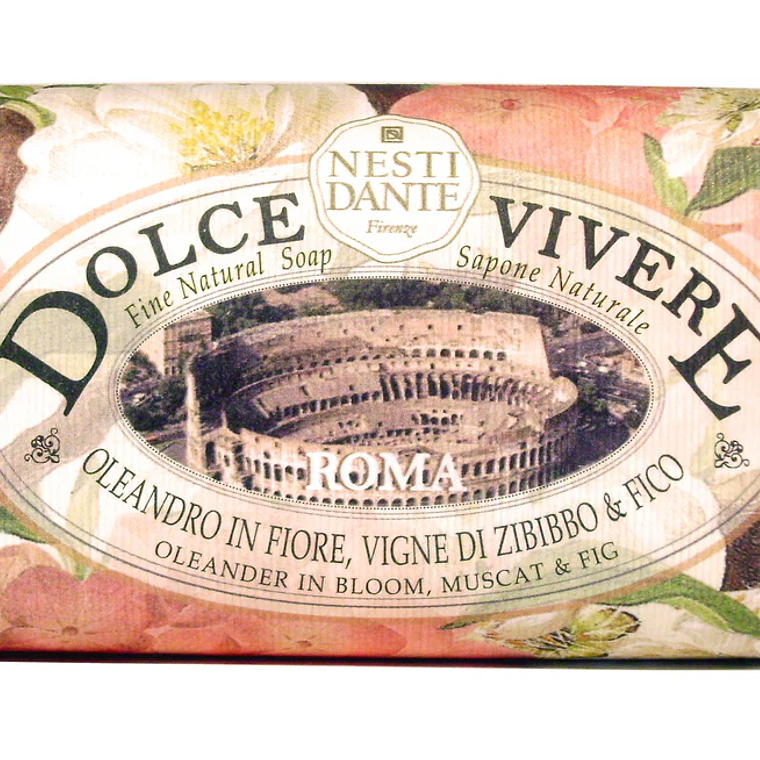 NESTI
DANTE
Firenze
DOLCE VIVERE
Fine Natural Soap Sapone Naturale
ROMA
OLEANDRO IN FIORE, VIGNE DI ZIBIBBO & FICO
OLEANDER IN BLOOM, MUSCAT & FIG